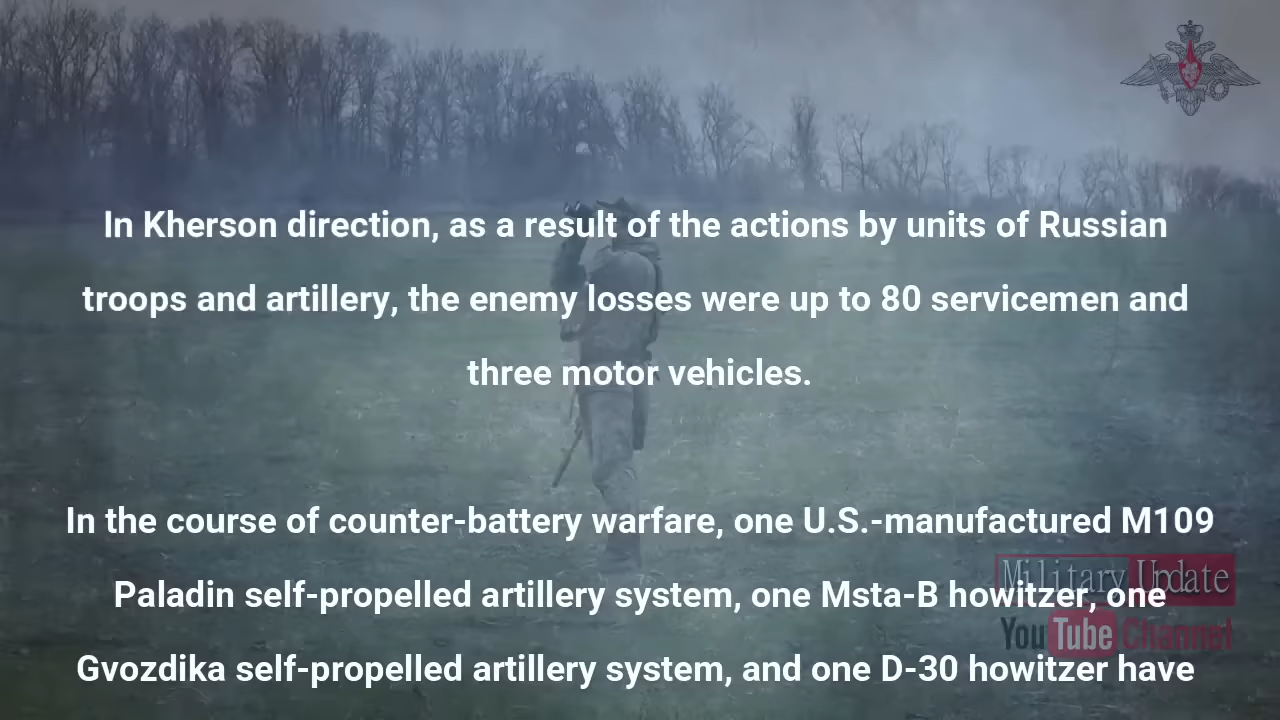 In Kherson direction, as a result of the actions by units of Russian
troops and artillery, the enemy losses were up to 80 servicemen and
three motor vehicles.
In the course of counter-battery warfare, one U.S.-manufactured M109
Paladin self-propelled artillery system, one Msta-B howitzer, one
Gvozdika self-propelled artillery system, and one D-30 howitzer have
Military Update
YouTube Channel